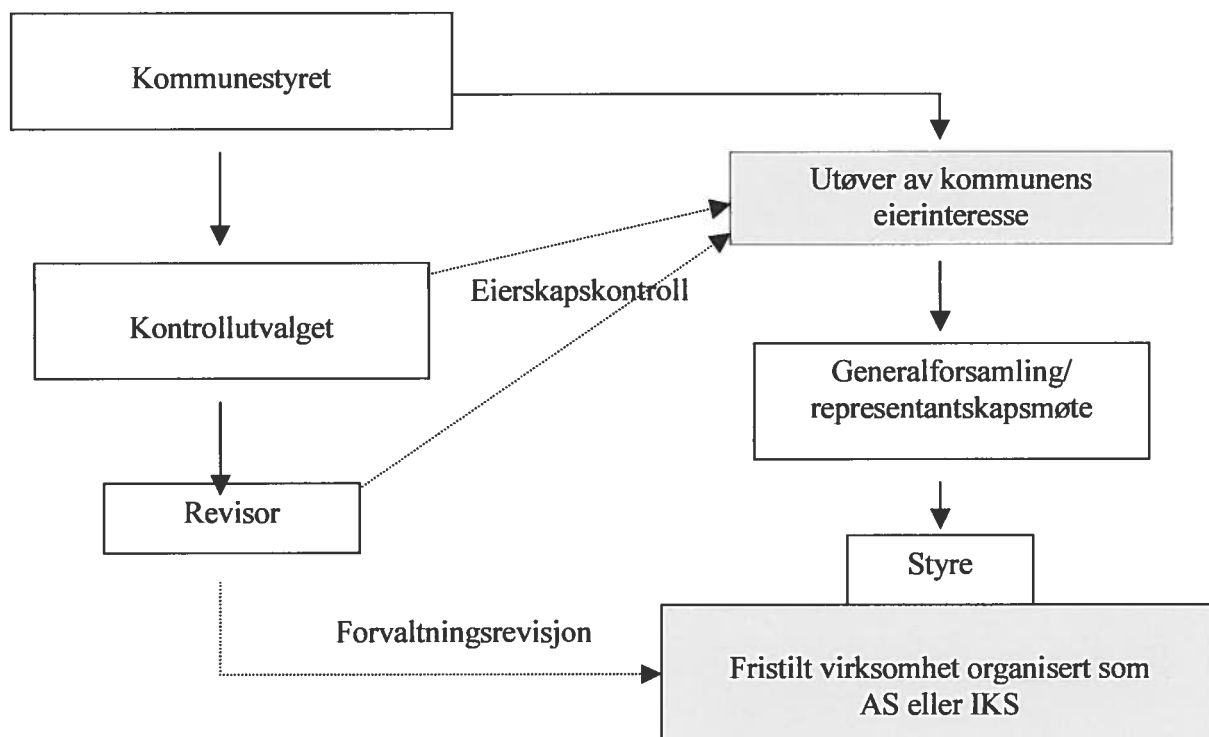 Kommunestyret
Utøver av kommunens
eierinteresse
Eierskapskontroll
Kontrollutvalget
Generalforsamling/
representantskapsmøte
Revisor
Styre
Forvaltningsrevisjon
Fristilt virksomhet organisert som
AS eller IKS